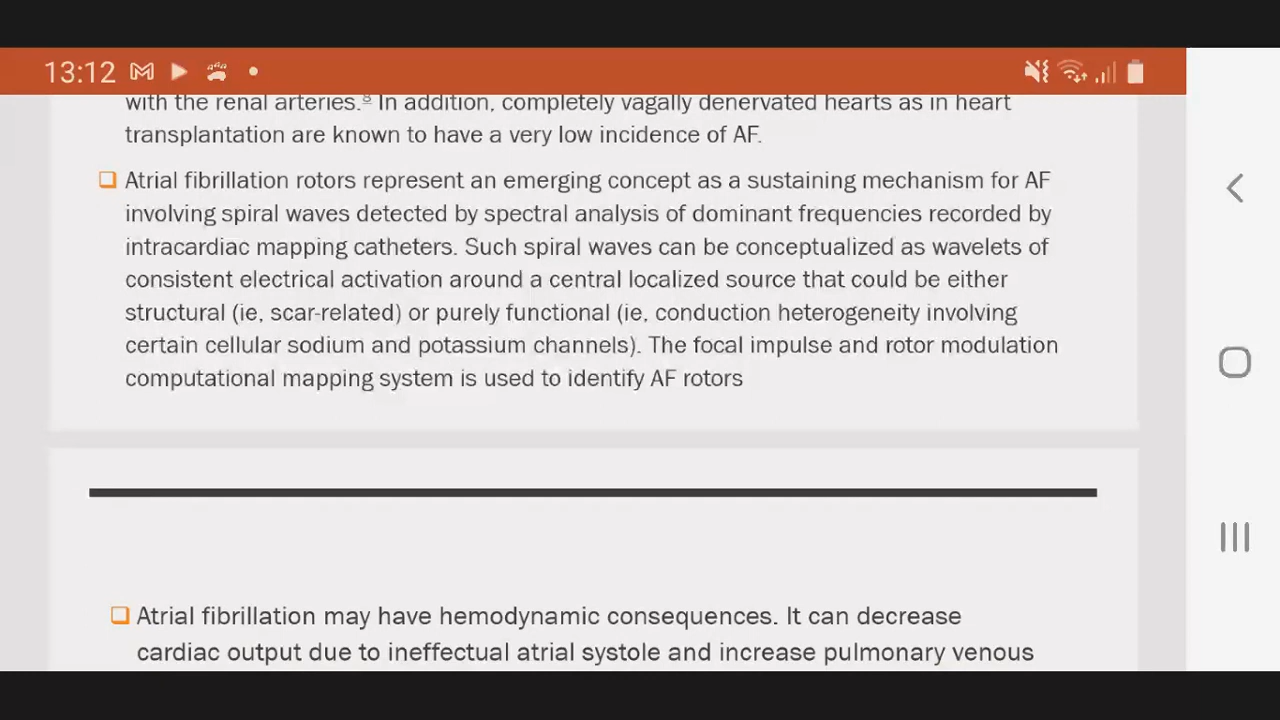 13:12
with the renal arteries.8 In addition, completely vagally denervated hearts as in heart
transplantation are known to have a very low incidence of AF.
Atrial fibrillation rotors represent an emerging concept as a sustaining mechanism for AF
involving spiral waves detected by spectral analysis of dominant frequencies recorded by
intracardiac mapping catheters. Such spiral waves can be conceptualized as wavelets of
consistent electrical activation around a central localized source that could be either
structural (ie, scar-related) or purely functional (ie, conduction heterogeneity involving
certain cellular sodium and potassium channels). The focal impulse and rotor modulation
computational mapping system is used to identify AF rotors
Atrial fibrillation may have hemodynamic consequences. It can decrease
cardiac output due to ineffectual atrial systole and increase pulmonary venous